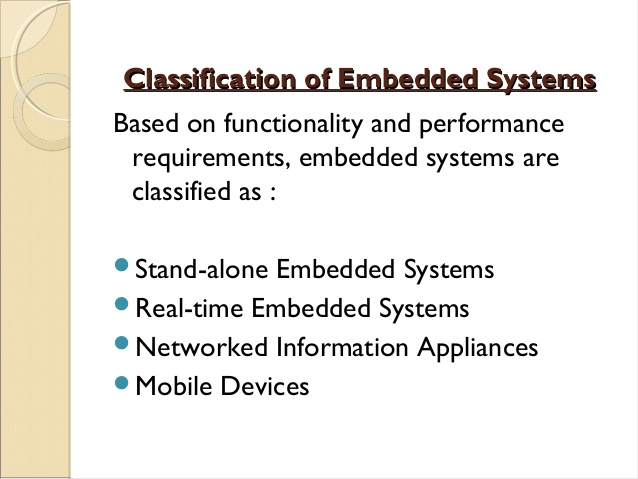 Classification of Embedded Systems
Based on functionality and performance
requirements, embedded systems are
classified as :
Stand-alone Embedded Systems
Real-time Embedded Systems
Networked Information Appliances
Mobile Devices